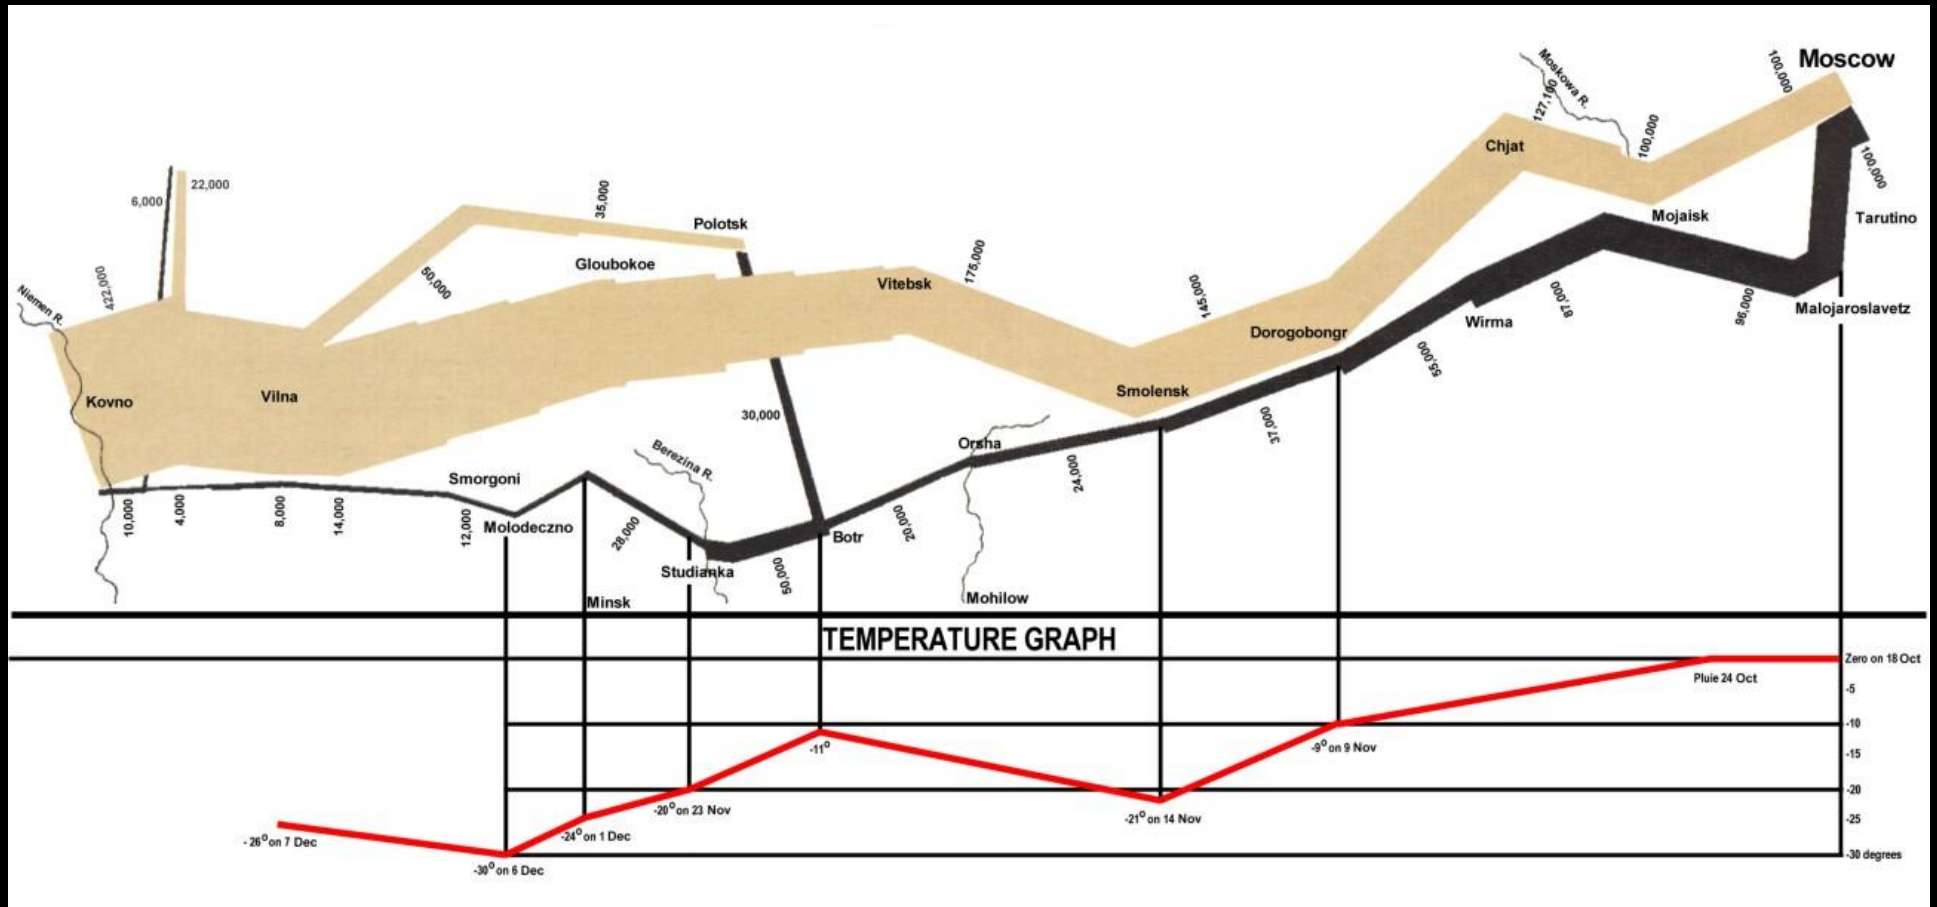 Moscow
100,000
Moskowa R.
127,100
100,000
Chjat
100,000
Mojaisk
Tarutino
6,000
22,000
35,000
Polotsk
Gloubokoe
50,000
422,000
Niemen R.
Vitebsk
175,000
145,000
Dorogobongr
Wirma
87,000
96,000
Malojaroslavetz
55,000
Kovno
Vilna
Smolensk
30,000
37,000
Orsha
Berezina R.
24,000
Smorgoni
10,000
4,000
8,000
14,000
12,000
Molodeczno
28,000
20,000
Botr
Studianka
50,000
Minsk
Mohilow
TEMPERATURE GRAPH
Zero on 18 Oct
Pluie 24 Oct
-5
-10
-11°
-9° on 9 Nov
-15
-20
-20° on 23 Nov
-21° on 14 Nov
-25
-24° on 1 Dec
- 26° on 7 Dec
-30 degrees
-30° on 6 Dec